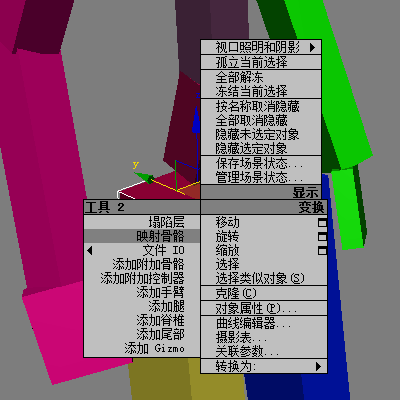 视口照明和阴影
孤立当前选择
全部解冻
冻结当前选择
按名称取消隐藏
全部取消隐藏
隐藏未选定对象
隐藏选定对象
保存场景状态...
管理场景状态...
显示
y
工具 2
变换
塌陷层
映射骨骼
文件 IO
添加附加骨骼
添加附加控制器
添加手臂
添加腿
添加脊椎
添加尾部
添加 Gizmo
移动
旋转
缩放
选择
选择类似对象(S)
克隆(C)
对象属性(P)...
曲线编辑器...
摄影表...
关联参数...
转换为: